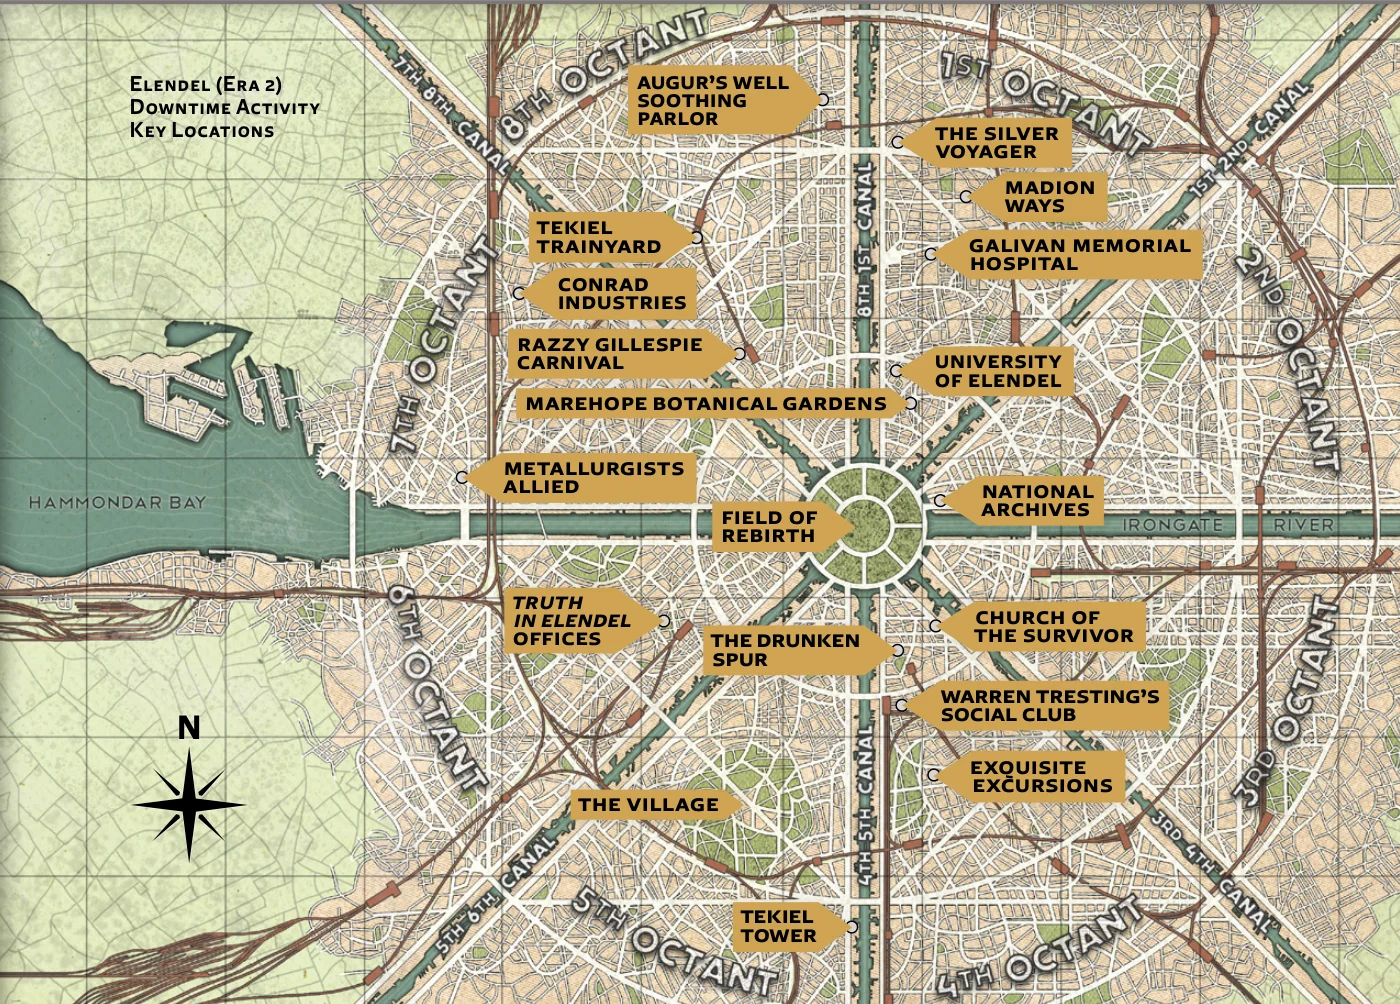 Elendel (Era 2)
Downtime Activity
Key Locations
7TH 8TH CANAL
8TH OCTANT
1ST OCTANT
AUGUR'S WELL
SOOTHING
PARLOR
THE SILVER
VOYAGER
1ST 2ND CANAL
MADION
WAYS
8TH 1ST CANAL
TEKIEL
TRAINYARD
GALIVAN MEMORIAL
HOSPITAL
2ND OCTANT
7TH OCTANT
CONRAD
INDUSTRIES
RAZZY GILLESPIE
CARNIVAL
UNIVERSITY
OF ELENDEL
MAREHOPE BOTANICAL GARDENS
METALLURGISTS
ALLIED
NATIONAL
ARCHIVES
HAMMONDAR BAY
FIELD OF
REBIRTH
IRONGATE RIVER
6TH OCTANT
TRUTH
IN ELENDEL
OFFICES
CHURCH OF
THE SURVIVOR
THE DRUNKEN
SPUR
3RD OCTANT
WARREN TRESTING'S
SOCIAL CLUB
N
4TH 5TH CANAL
EXQUISITE
EXCURSIONS
THE VILLAGE
3RD 4TH CANAL
5TH 6TH CANAL
5TH OCTANT
TEKIEL
TOWER
4TH OCTANT